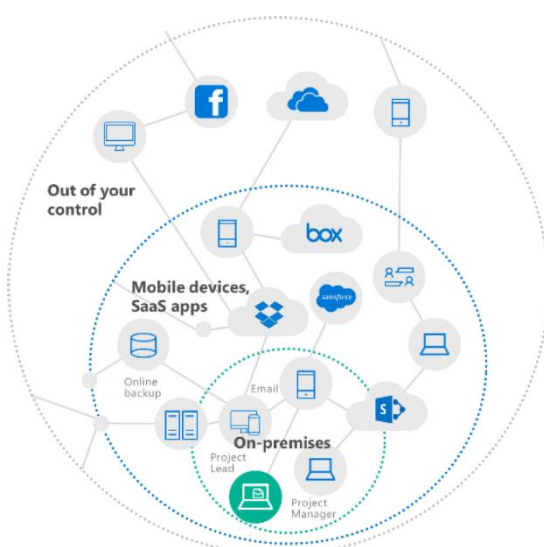 Out of your
control
box
Mobile devices,
SaaS apps
salesforce
Online
backup
Email
S
On-premises
Project
Lead
Project
Manager